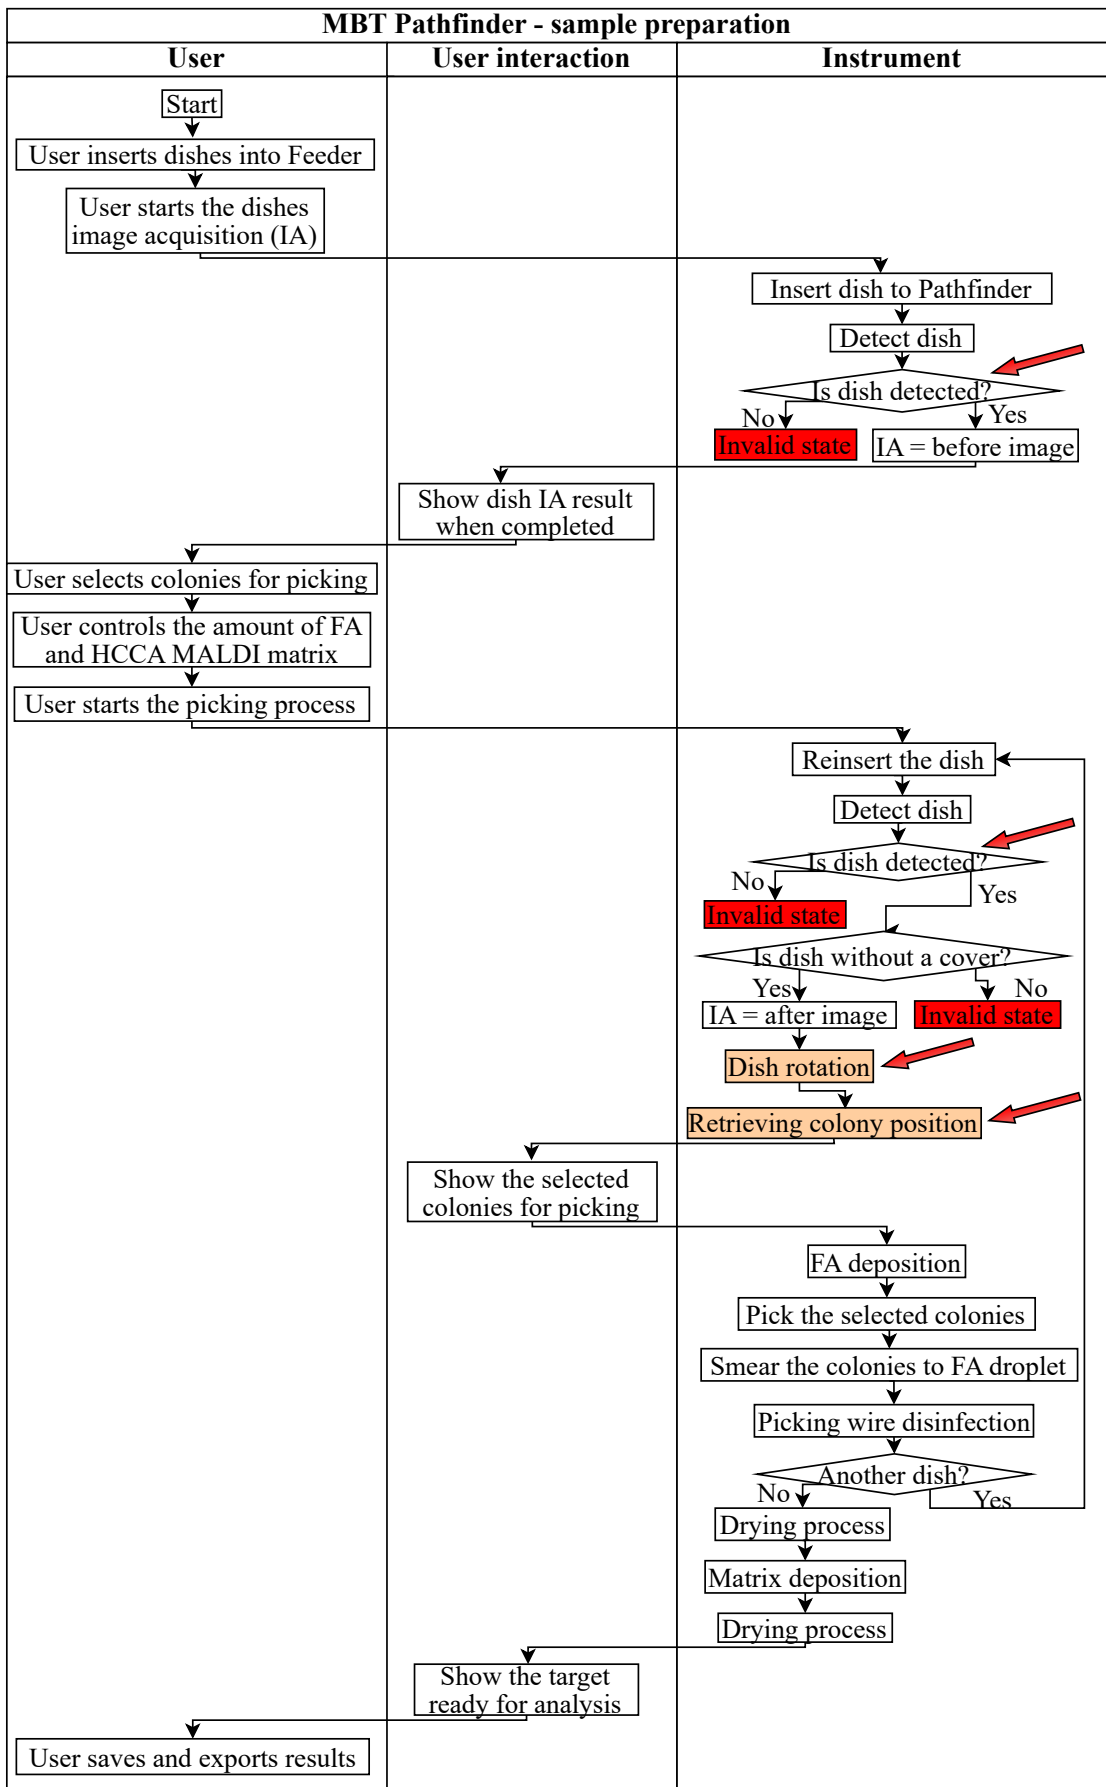 MBT Pathfinder - sample preparation
User
User interaction
Instrument
Start
User inserts dishes into Feeder
User starts the dishes
image acquisition (IA)
Insert dish to Pathfinder
Detect dish
Is dish detected?
No
Yes
Invalid state
IA = before image
Show dish IA result
when completed
User selects colonies for picking
User controls the amount of FA
and HCCA MALDI matrix
User starts the picking process
Reinsert the dish
Detect dish
Is dish detected?
No
Yes
Invalid state
Is dish without a cover?
Yes
No
IA = after image
Invalid state
Dish rotation
Retrieving colony position
Show the selected
colonies for picking
FA deposition
Pick the selected colonies
Smear the colonies to FA droplet
Picking wire disinfection
Another dish?
No
Yes
Drying process
Matrix deposition
Drying process
Show the target
ready for analysis
User saves and exports results